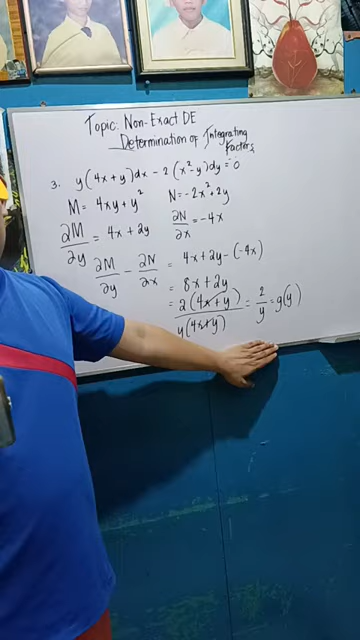 Topic: Non-Exact DE
Determination of Integrating Factors
3. y(4x+y)dx - 2(x²-y)dy = 0
M = 4xy+y² N = -2x²+2y
∂M/∂y = 4x+2y ∂N/∂x = -4x
∂M/∂y - ∂N/∂x = 4x+2y-(-4x)
= 8x+2y
= 2(4x+y)/y(4x+y) = 2/y = g(y)